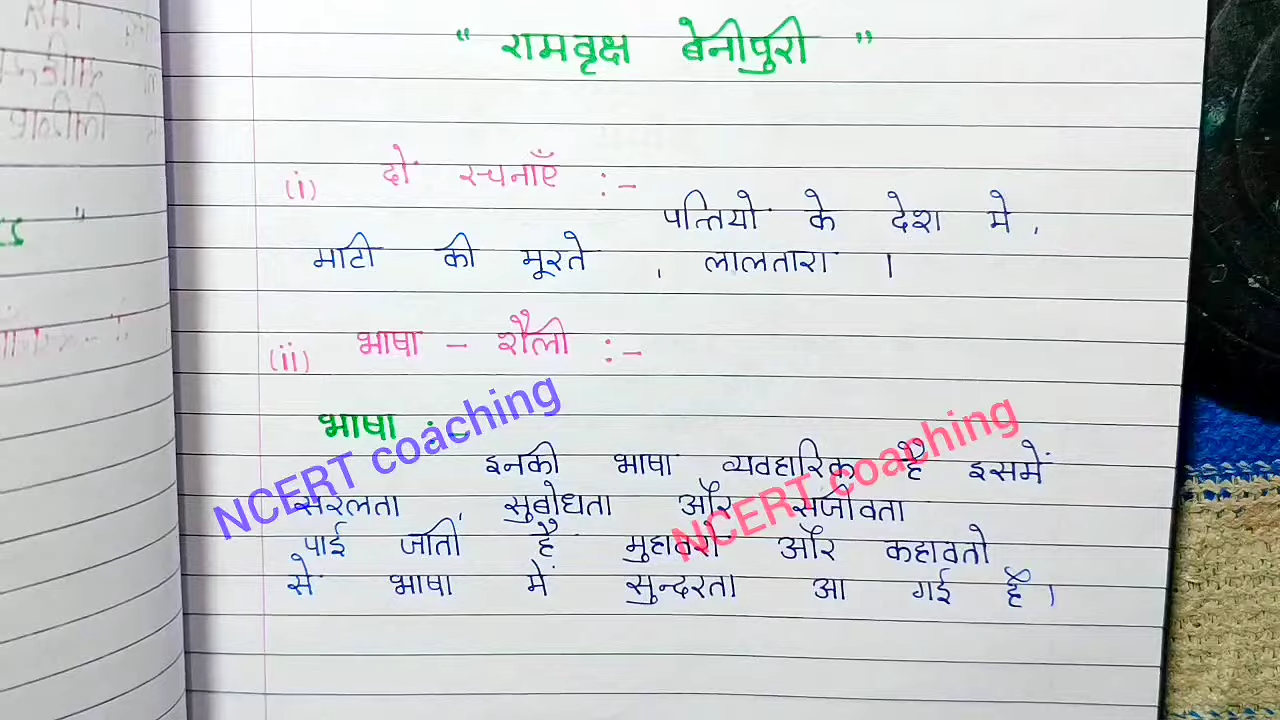 “ रामवृक्ष बेनीपुरी ”
(i) दो रचनाएँ :-
पत्तियो के देश मे ,
माटी की मूरते , लालतारा ।
(ii) भाषा - शैली :-
भाषा :-
इनकी भाषा व्यवहारिक है इसमें
सरलता , सुबोधता और सजीवता
पाई जाती है मुहावरो और कहावतो
से भाषा में सुन्दरता आ गई है ।
NCERT coaching
NCERT coaching